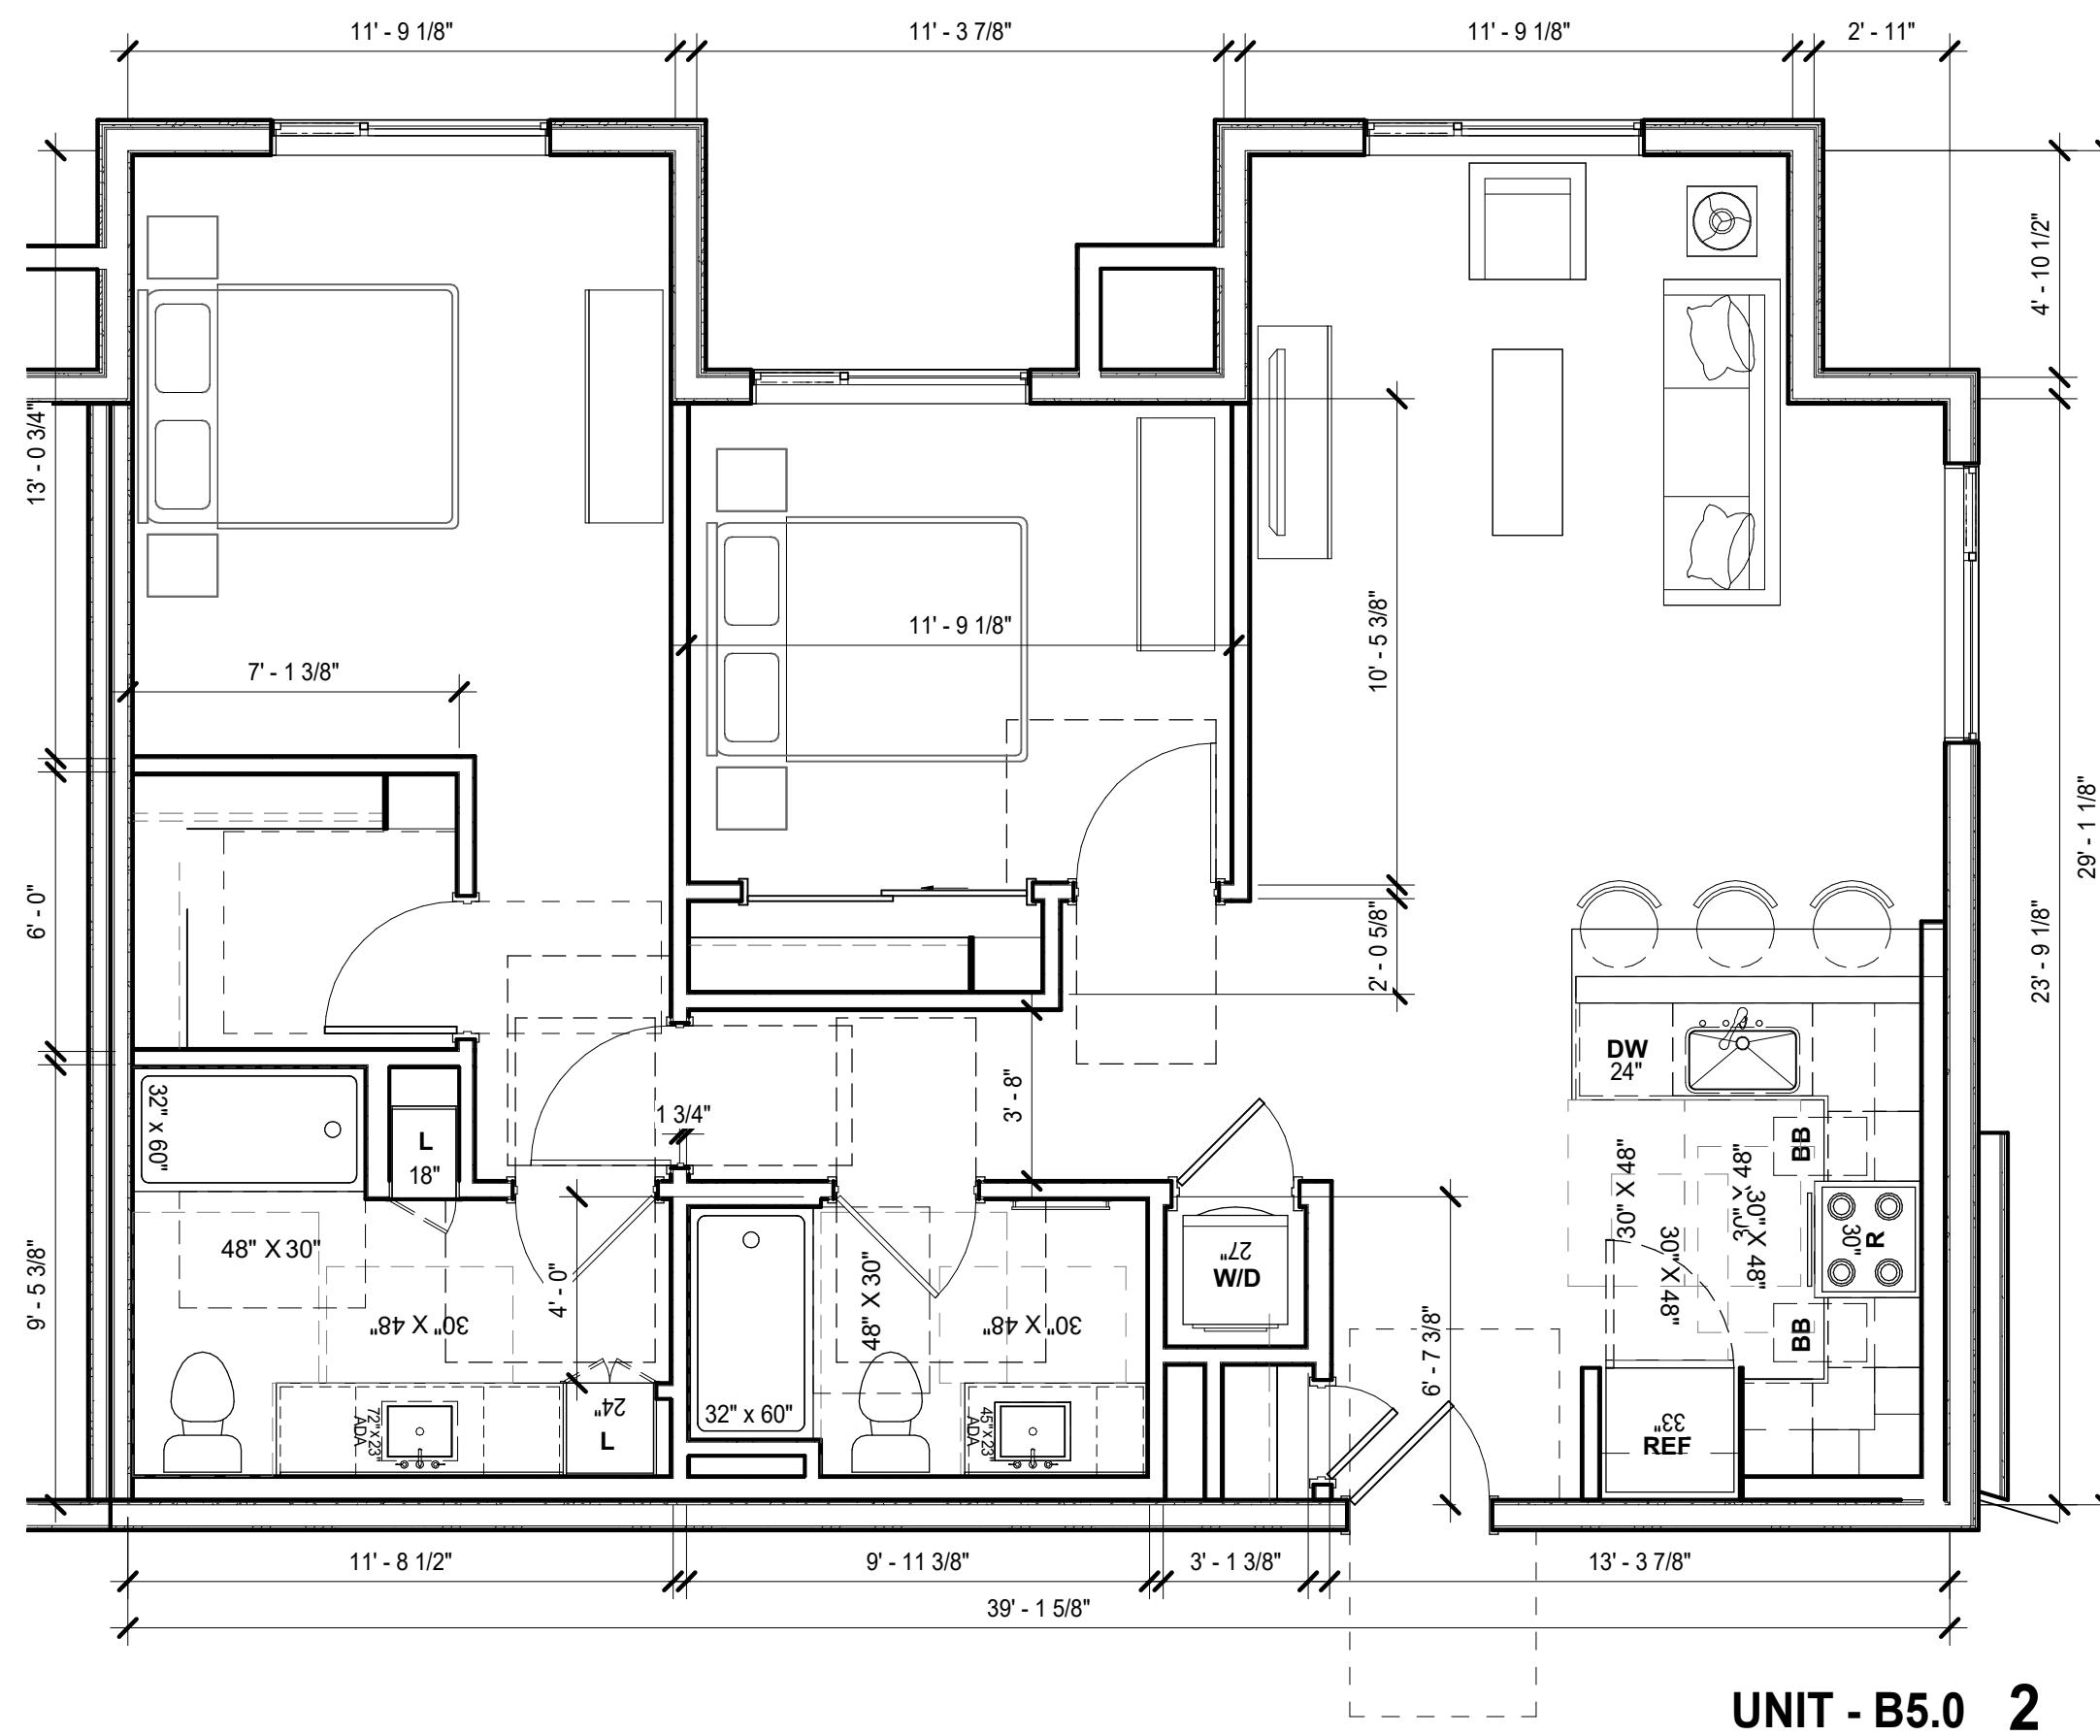 11' - 9 1/8"
11' - 3 7/8"
11' - 9 1/8"
2' - 11"
4' - 10 1/2"
13' - 0 3/4"
10' - 5 3/8"
11' - 9 1/8"
7' - 1 3/8"
29' - 1 1/8"
6' - 0"
2' - 0 5/8"
23' - 9 1/8"
DW
24"
32" x 60"
L
18"
1 3/4"
3' - 8"
BB
30" X 48"
30" X 48"
30" X 48"
30" X 48"
30"
R
48" X 30"
9' - 5 3/8"
4' - 0"
30" X 48"
48" X 30"
30" X 48"
27"
W/D
6' - 7 3/8"
BB
72"x23"
ADA
24"
L
32" x 60"
45"x23"
ADA
33"
REF
11' - 8 1/2"
9' - 11 3/8"
3' - 1 3/8"
13' - 3 7/8"
39' - 1 5/8"
UNIT - B5.0 2